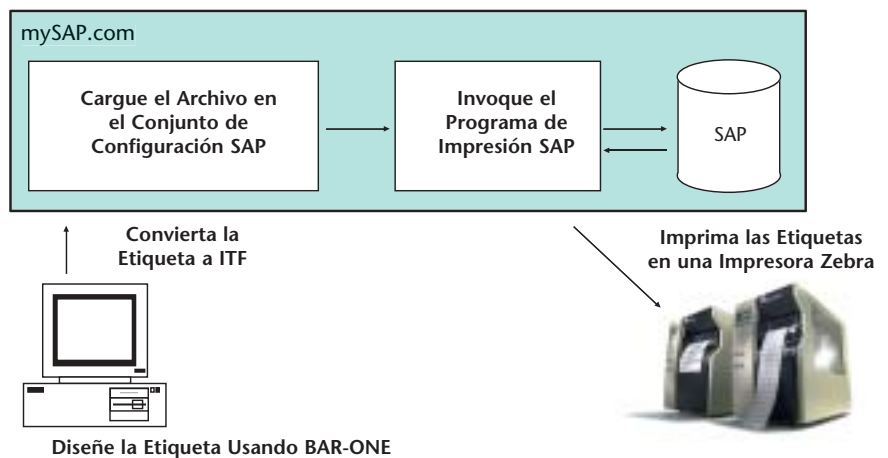 mySAP.com
Cargue el Archivo en
el Conjunto de
Configuración SAP
Invoque el
Programa de
Impresión SAP
SAP
Convierta la
Etiqueta a ITF
Imprima las Etiquetas
en una Impresora Zebra
Diseñe la Etiqueta Usando BAR-ONE